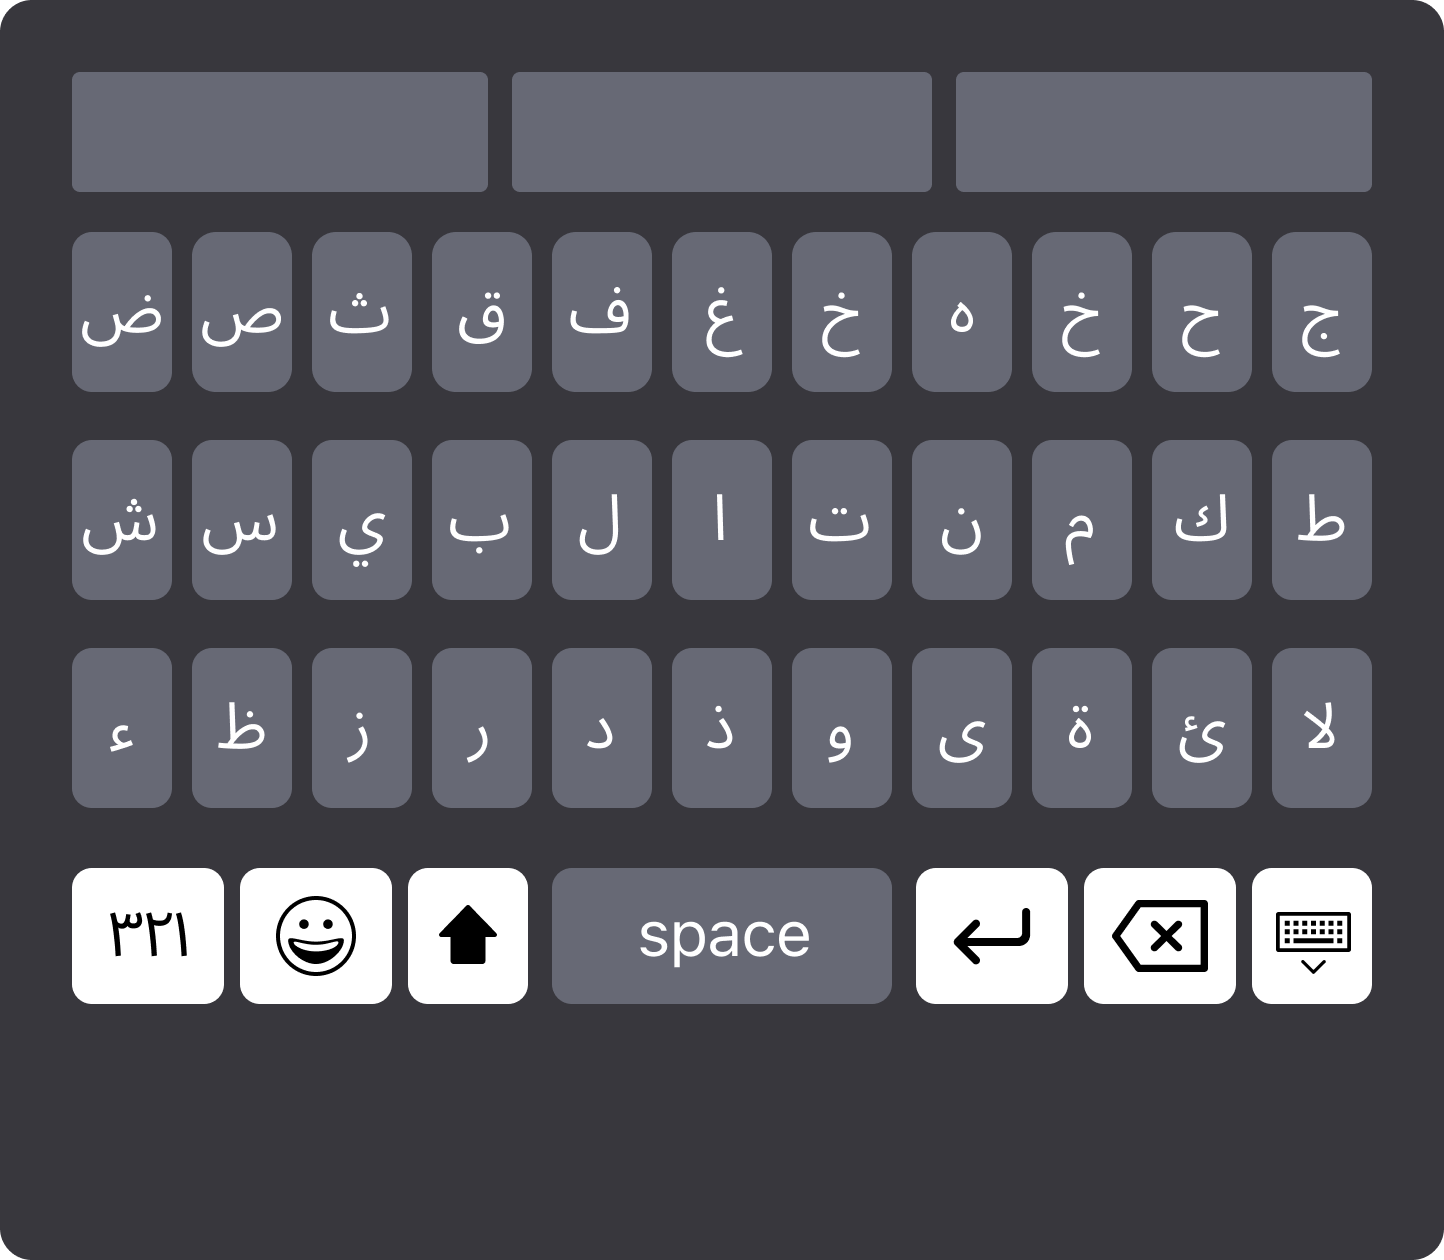 ض ص ث ق ف غ خ ه خ ح ج
ش س ي ب ل ا ت ن م ك ط
ء ظ ز ر د ذ و ى ة ئ لا
٣٢١ space